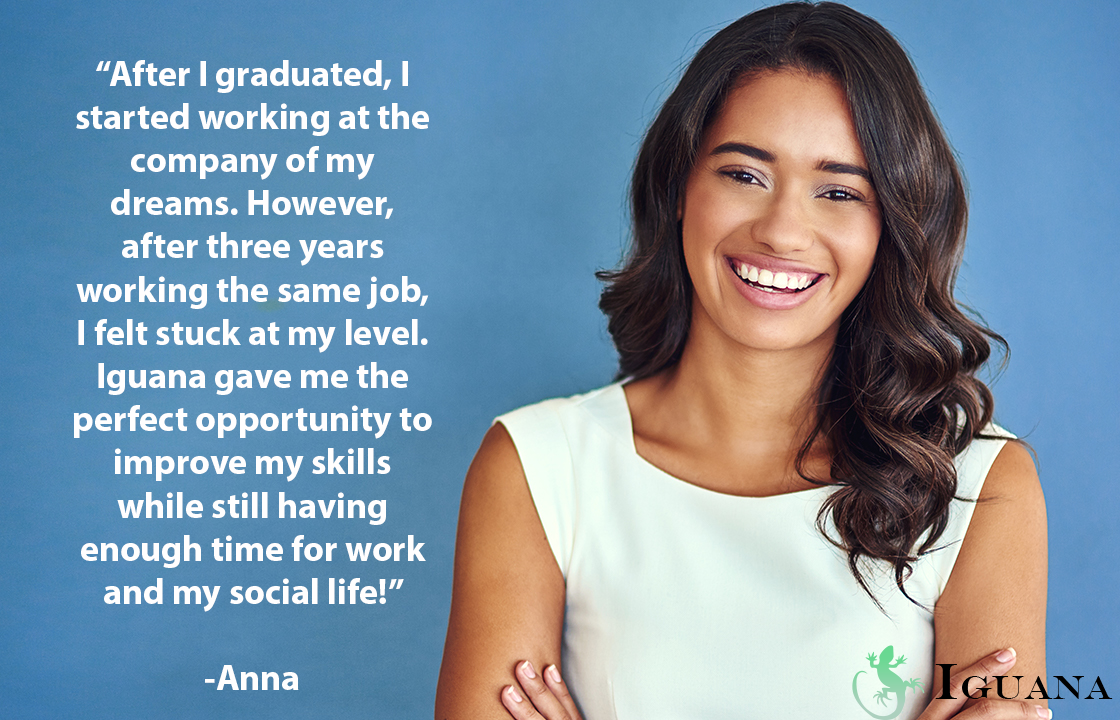 “After I graduated, I
started working at the
company of my
dreams. However,
after three years
working the same job,
I felt stuck at my level.
Iguana gave me the
perfect opportunity to
improve my skills
while still having
enough time for work
and my social life!”
-Anna
IGUANA